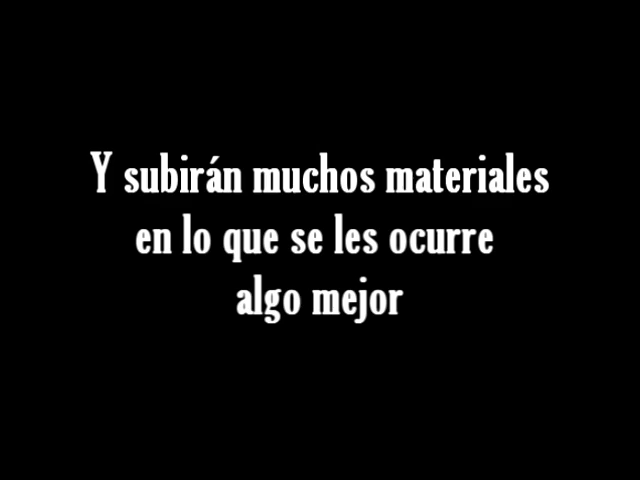 Y subirán muchos materiales
en lo que se les ocurre
algo mejor